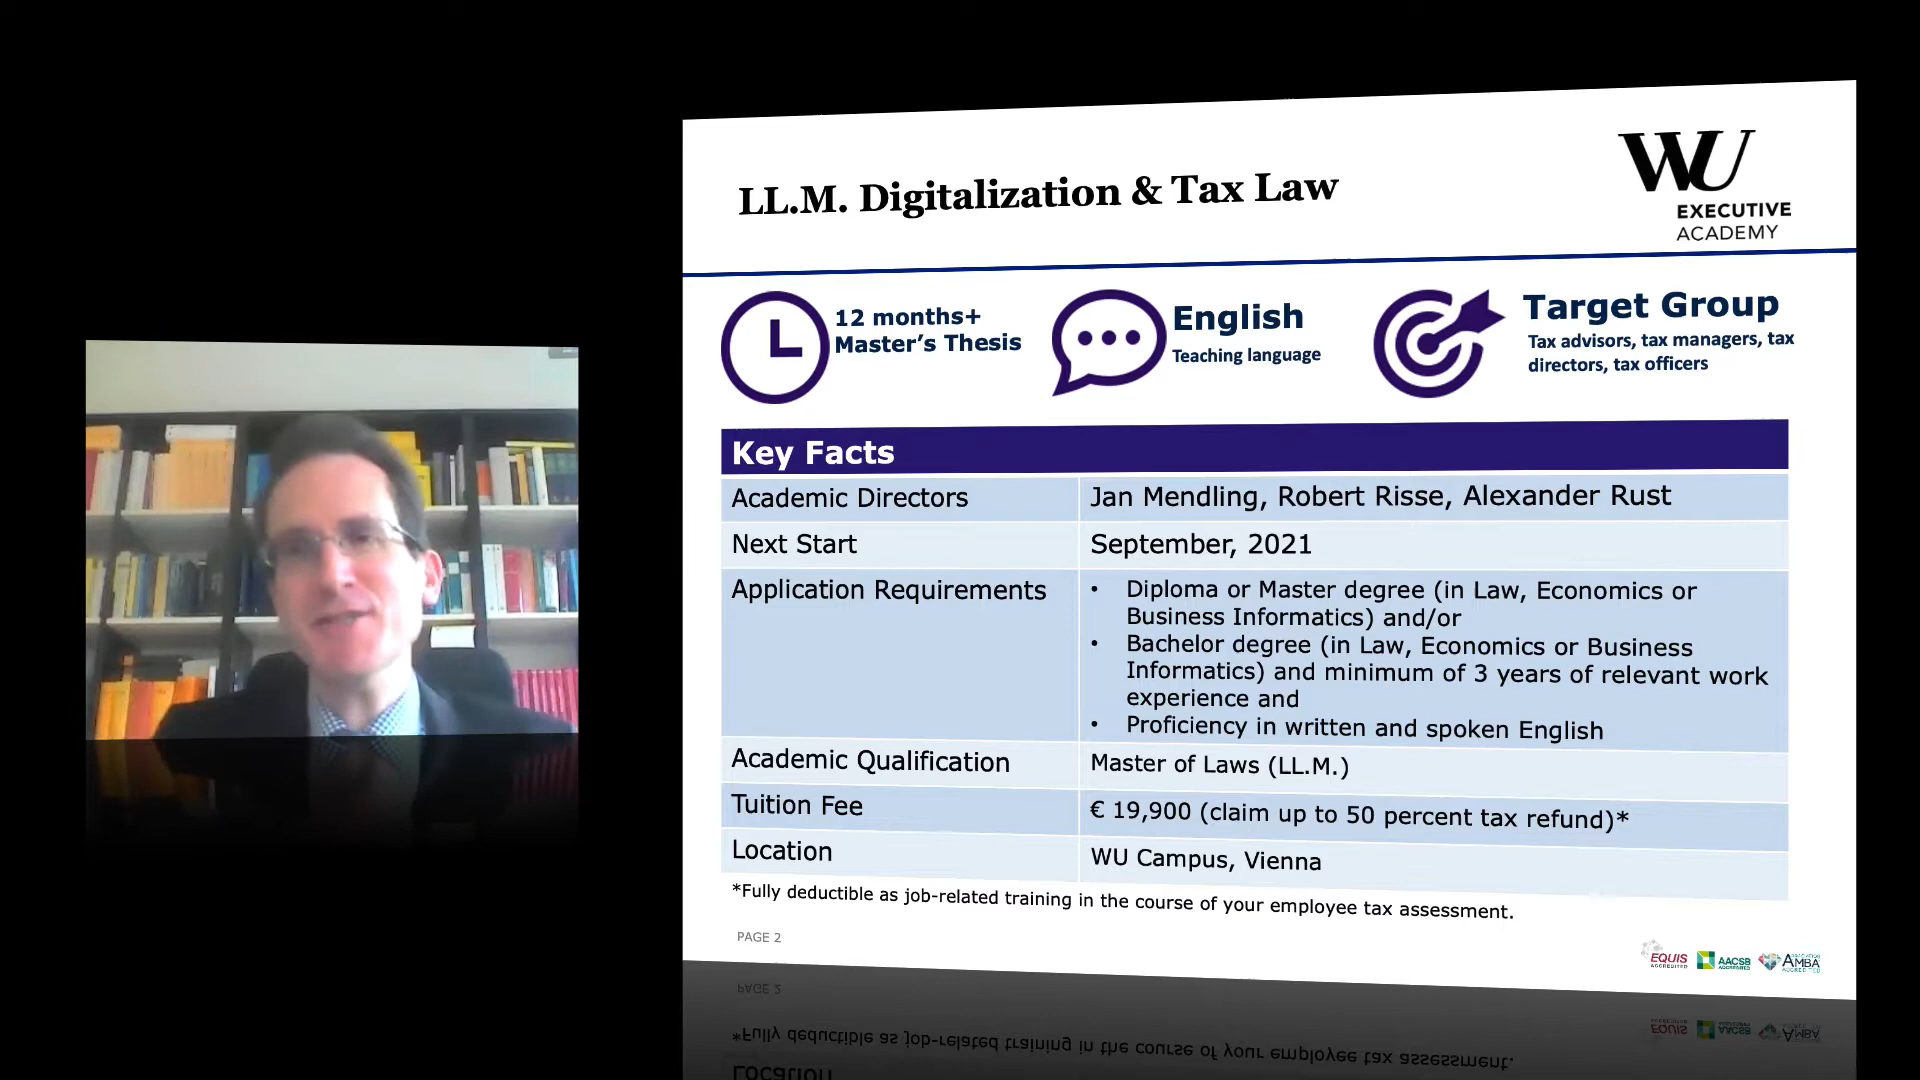 LL.M. Digitalization & Tax Law
WU
EXECUTIVE
ACADEMY
12 months+
Master's Thesis
English
Teaching language
Target Group
Tax advisors, tax managers, tax
directors, tax officers
Key Facts
Academic Directors
Jan Mendling, Robert Risse, Alexander Rust
Next Start
September, 2021
Application Requirements
• Diploma or Master degree (in Law, Economics or
Business Informatics) and/or
• Bachelor degree (in Law, Economics or Business
Informatics) and minimum of 3 years of relevant work
experience and
• Proficiency in written and spoken English
Academic Qualification
Master of Laws (LL.M.)
Tuition Fee
€ 19,900 (claim up to 50 percent tax refund)*
Location
WU Campus, Vienna
*Fully deductible as job-related training in the course of your employee tax assessment.
PAGE 2
EQUIS
ACCREDITED
AACSB
ACCREDITED
AMBA
ACCREDITED